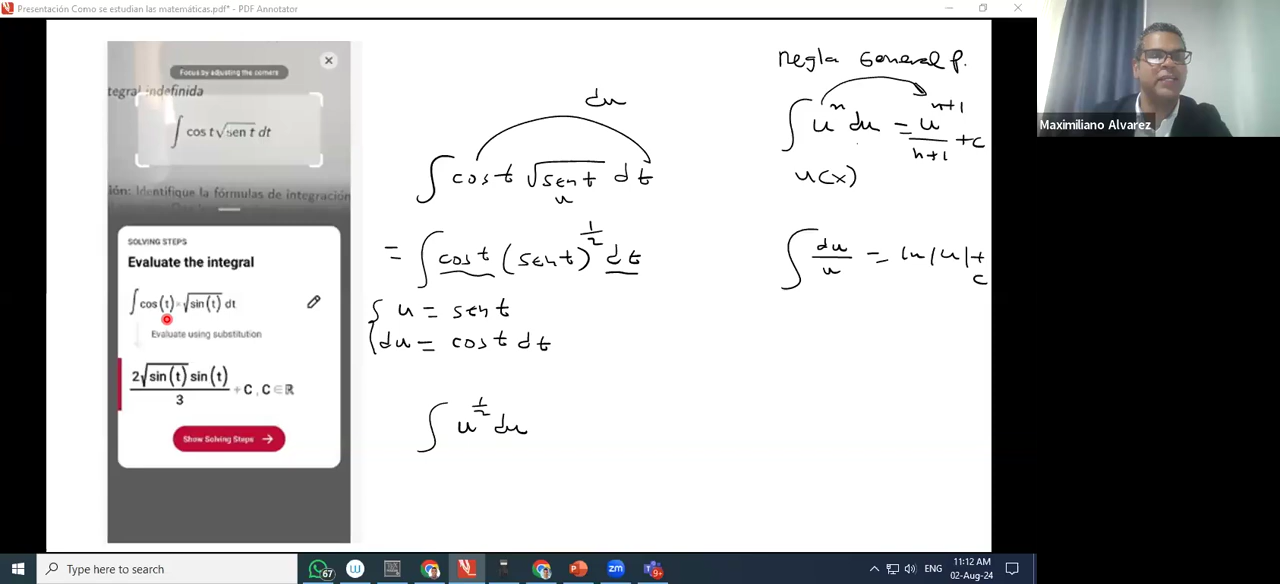 Presentación Como se estudian las matemáticas.pdf* - PDF Annotator
Focus by adjusting the corners
tegral indefinida
∫ cos t √sen t dt
ión: Identifique la fórmulas de integración
SOLVING STEPS
Evaluate the integral
∫ cos(t) × √sin(t) dt
Evaluate using substitution
2√sin(t) sin(t) / 3 + C, C ∈ ℝ
Show Solving Steps →
du
∫ cos t √sen t dt
u
= ∫ cos t (sen t)^1/2 dt
u = sen t
du = cos t dt
∫ u^1/2 du
Regla General p.
∫ u^n du = u^n+1 / n+1 + C
u(x)
∫ du/u = ln|u| + C
Maximiliano Alvarez
Type here to search
67
W
zm
9+
ENG
11:12 AM
02-Aug-24